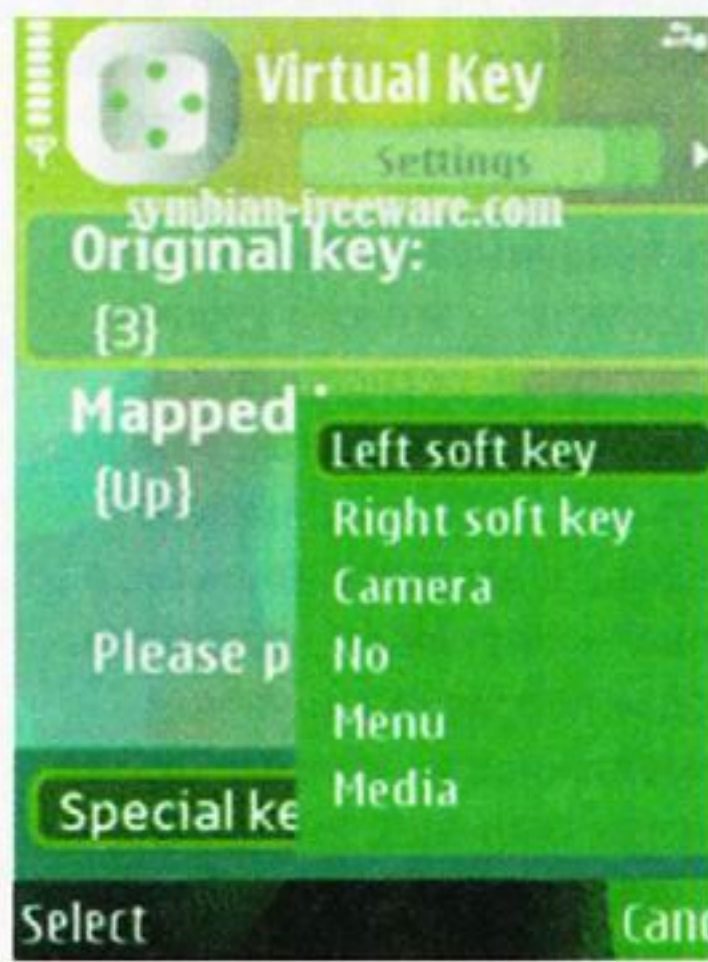 Virtual Key
Settings
symbian-freeware.com
Original key:
{3}
Mapped
{Up}
Left soft key
Right soft key
Camera
No
Menu
Media
Please p
Special ke
Select
Canc